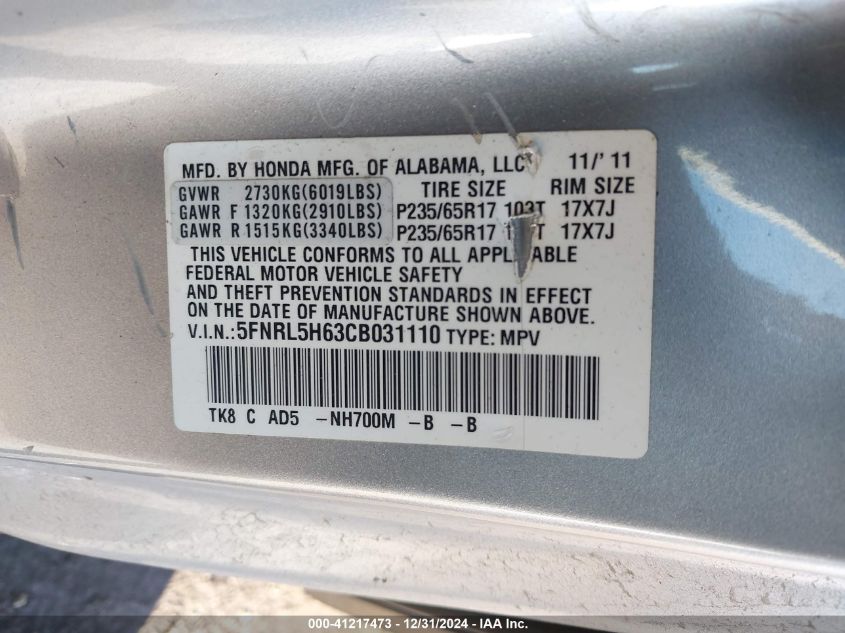 MFD. BY HONDA MFG. OF ALABAMA, LLC 11/'11
GVWR 2730KG(6019LBS) TIRE SIZE RIM SIZE
GAWR F 1320KG(2910LBS) P235/65R17 103T 17X7J
GAWR R 1515KG(3340LBS) P235/65R17 17X7J
THIS VEHICLE CONFORMS TO ALL APPLICABLE
FEDERAL MOTOR VEHICLE SAFETY
AND THEFT PREVENTION STANDARDS IN EFFECT
ON THE DATE OF MANUFACTURE SHOWN ABOVE.
V.I.N.:5FNRL5H63CB031110 TYPE: MPV
TK8 C AD5 -NH700M -B -B
000-41217473 - 12/31/2024 - IAA Inc.